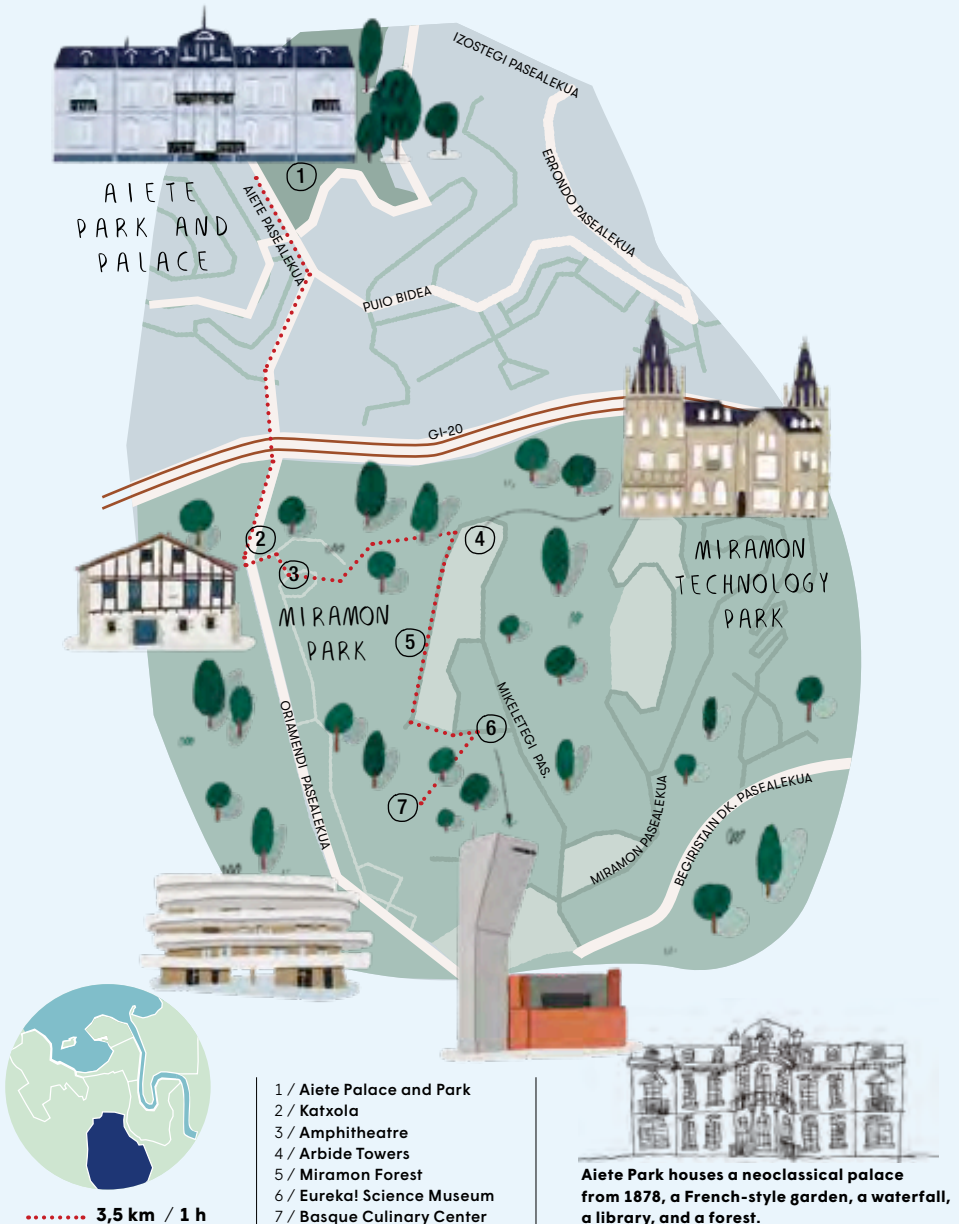 IZOSTEGI PASEALEKUA
ERRONDO PASEALEKUA
1
AIETE
PARK AND
PALACE
AIETE PASEALEKUA
PUIO BIDEA
GI-20
2
3
4
MIRAMON
PARK
MIRAMON
TECHNOLOGY
PARK
5
6
7
ORIAMENDI PASEALEKUA
MIKELETEGI PAS.
MIRAMON PASEALEKUA
BEGIRISTAIN DK. PASEALEKUA
3,5 km / 1 h
1 / Aiete Palace and Park
2 / Katxola
3 / Amphitheatre
4 / Arbide Towers
5 / Miramon Forest
6 / Eureka! Science Museum
7 / Basque Culinary Center
Aiete Park houses a neoclassical palace
from 1878, a French-style garden, a waterfall,
a library, and a forest.